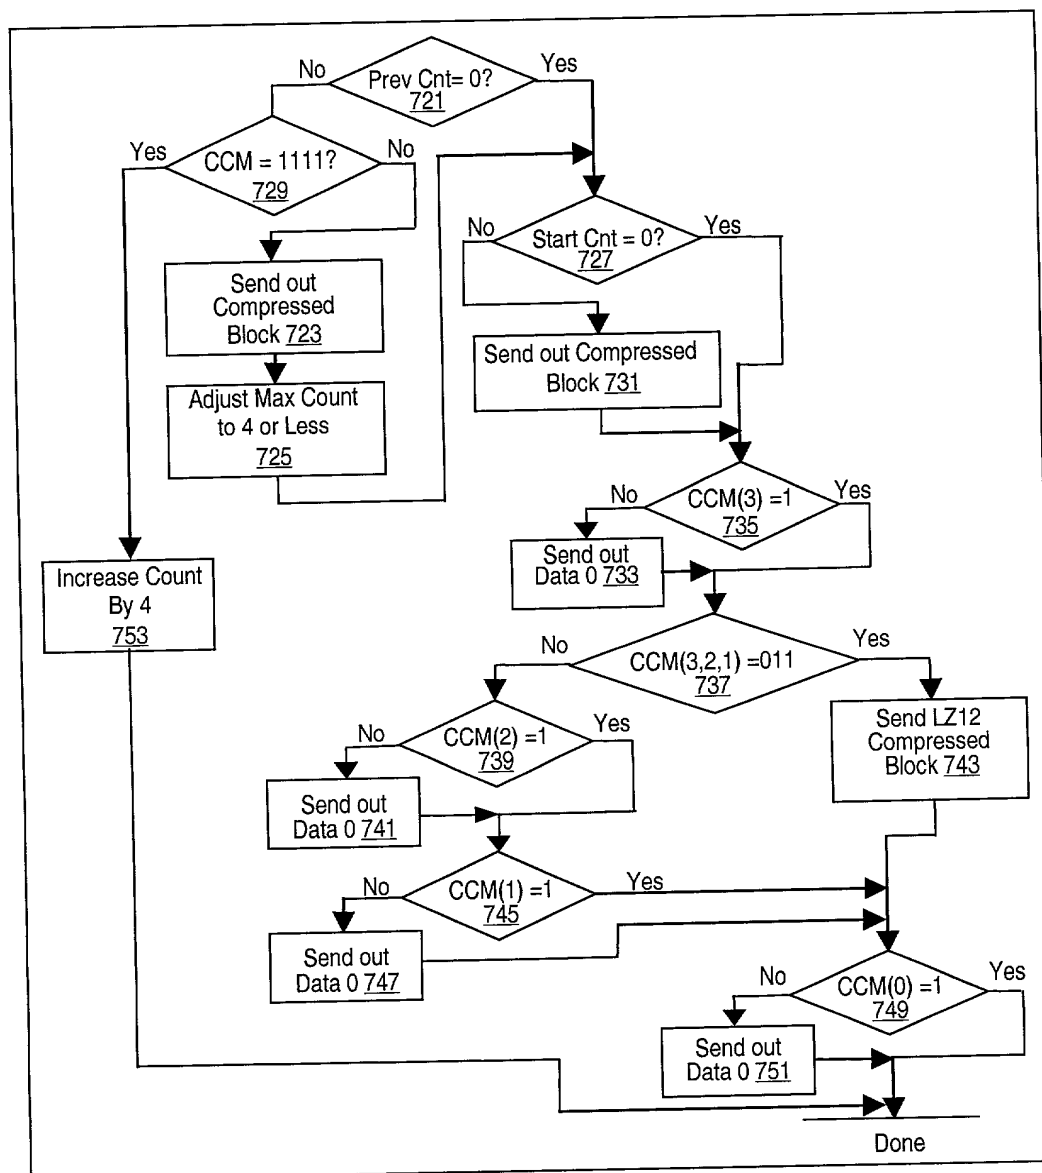 Prev Cnt= 0?
721
No
Yes
CCM = 1111?
729
Yes
No
Send out
Compressed
Block 723
Adjust Max Count
to 4 or Less
725
Start Cnt = 0?
727
No
Yes
Send out Compressed
Block 731
CCM(3) =1
735
No
Yes
Send out
Data 0 733
Increase Count
By 4
753
CCM(3,2,1) =011
737
No
Yes
CCM(2) =1
739
No
Yes
Send LZ12
Compressed
Block 743
Send out
Data 0 741
CCM(1) =1
745
No
Yes
Send out
Data 0 747
CCM(0) =1
749
No
Yes
Send out
Data 0 751
Done